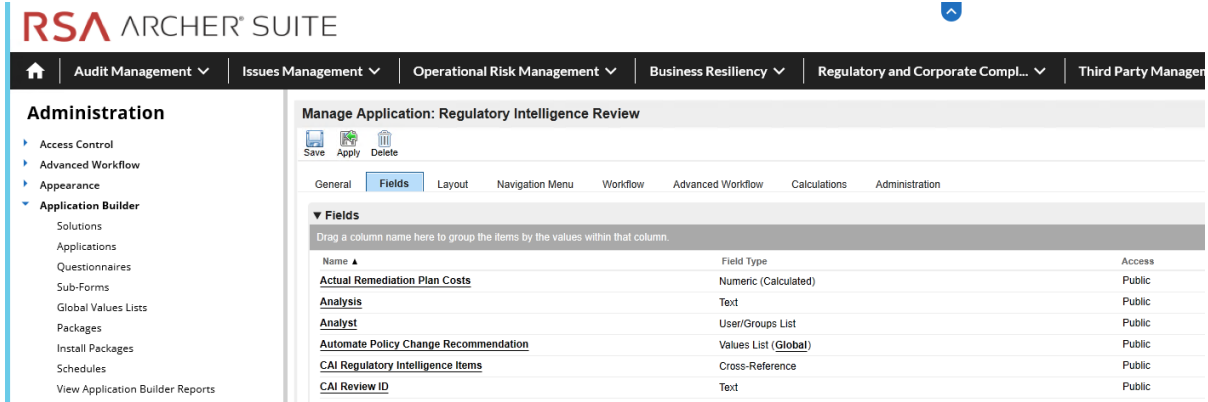 RSA ARCHER® SUITE
Audit Management Issues Management Operational Risk Management Business Resiliency Regulatory and Corporate Compl... Third Party Managem
Administration
Access Control
Advanced Workflow
Appearance
Application Builder
Solutions
Applications
Questionnaires
Sub-Forms
Global Values Lists
Packages
Install Packages
Schedules
View Application Builder Reports
Manage Application: Regulatory Intelligence Review
Save Apply Delete
General Fields Layout Navigation Menu Workflow Advanced Workflow Calculations Administration
▼ Fields
Drag a column name here to group the items by the values within that column.
Name ▲ Field Type Access
Actual Remediation Plan Costs Numeric (Calculated) Public
Analysis Text Public
Analyst User/Groups List Public
Automate Policy Change Recommendation Values List (Global) Public
CAI Regulatory Intelligence Items Cross-Reference Public
CAI Review ID Text Public